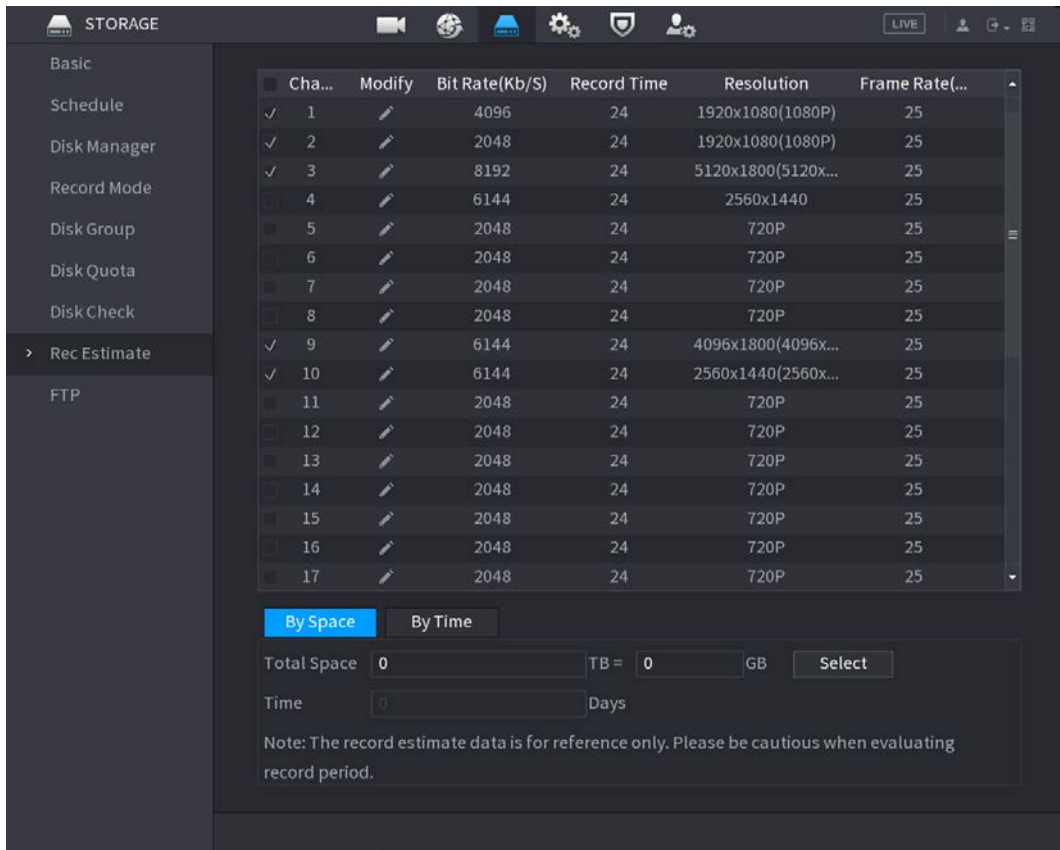 STORAGE LIVE
Basic
Schedule
Disk Manager
Record Mode
Disk Group
Disk Quota
Disk Check
Rec Estimate
FTP
Cha... Modify Bit Rate(Kb/S) Record Time Resolution Frame Rate(...
1 4096 24 1920x1080(1080P) 25
2 2048 24 1920x1080(1080P) 25
3 8192 24 5120x1800(5120x... 25
4 6144 24 2560x1440 25
5 2048 24 720P 25
6 2048 24 720P 25
7 2048 24 720P 25
8 2048 24 720P 25
9 6144 24 4096x1800(4096x... 25
10 6144 24 2560x1440(2560x... 25
11 2048 24 720P 25
12 2048 24 720P 25
13 2048 24 720P 25
14 2048 24 720P 25
15 2048 24 720P 25
16 2048 24 720P 25
17 2048 24 720P 25
By Space By Time
Total Space 0 TB = 0 GB Select
Time 0 Days
Note: The record estimate data is for reference only. Please be cautious when evaluating
record period.